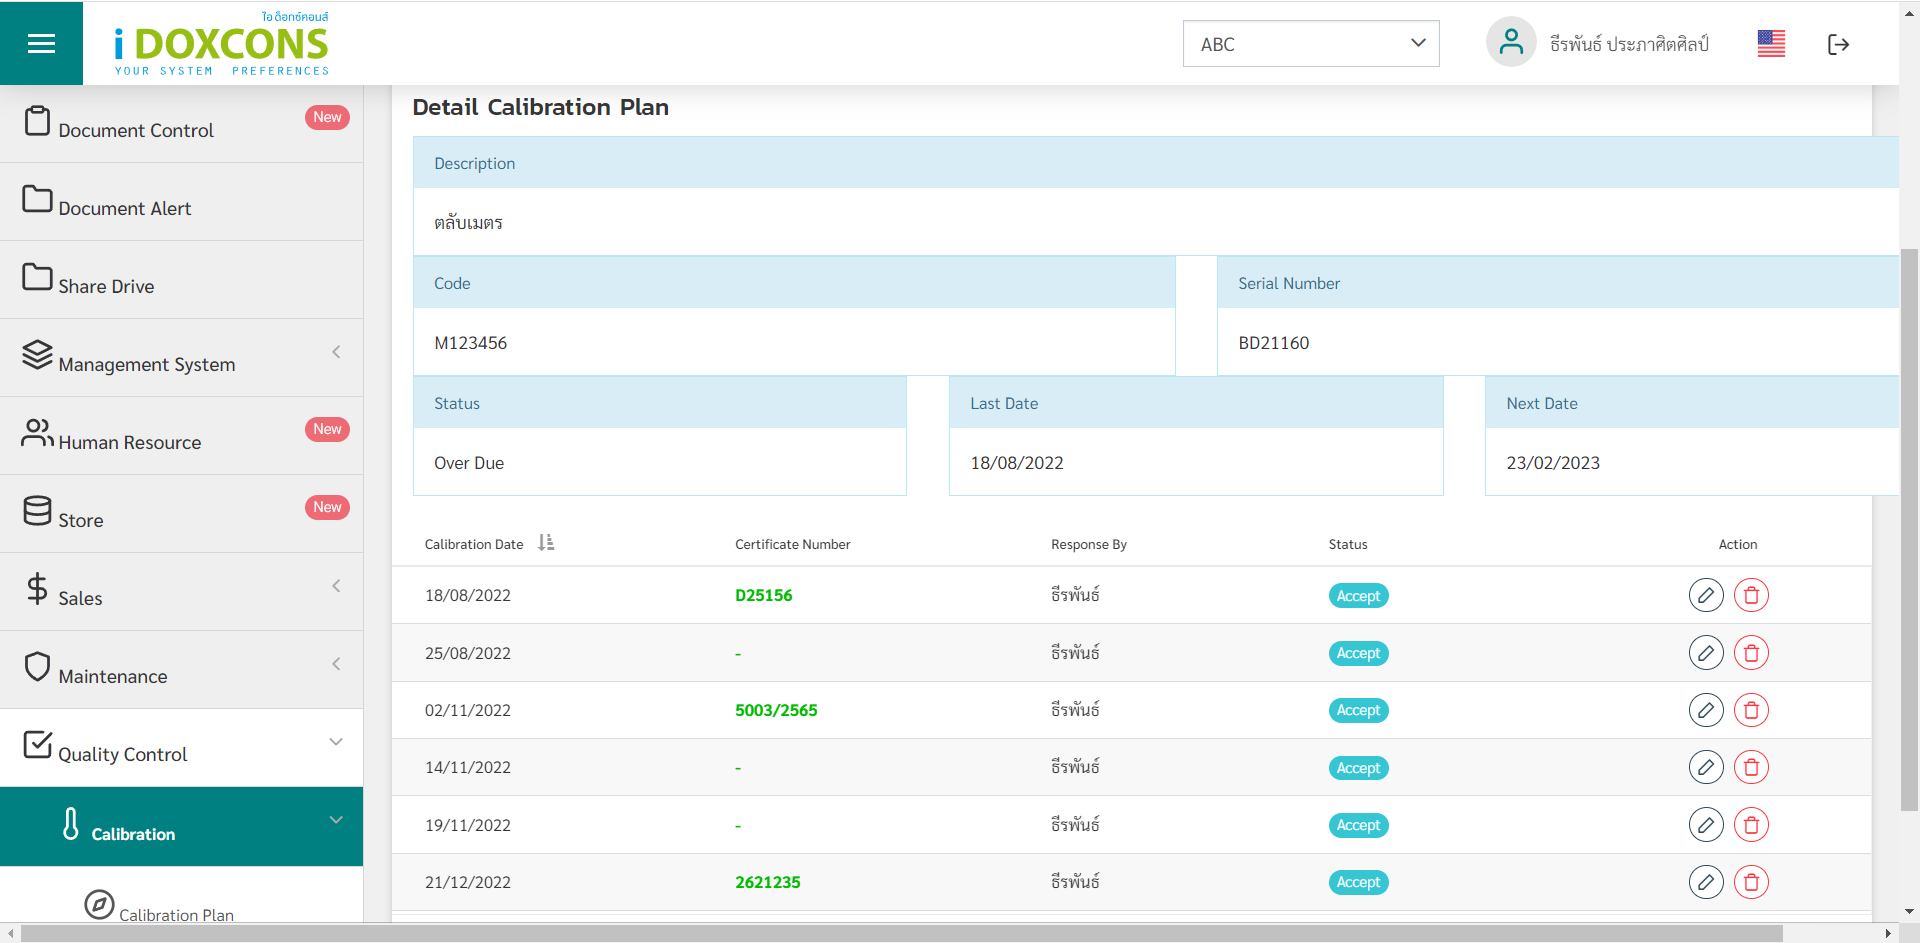 ไอ ด็อกซ์คอนส์
i DOXCONS
YOUR SYSTEM PREFERENCES
ABC
ธีรพันธ์ ประภาศิตศิลป์
Document Control
New
Document Alert
Share Drive
Management System
Human Resource
New
Store
New
Sales
Maintenance
Quality Control
Calibration
Calibration Plan
Detail Calibration Plan
Description
ตลับเมตร
Code
Serial Number
M123456
BD21160
Status
Last Date
Next Date
Over Due
18/08/2022
23/02/2023
Calibration Date
Certificate Number
Response By
Status
Action
18/08/2022 D25156 ธีรพันธ์ Accept
25/08/2022 - ธีรพันธ์ Accept
02/11/2022 5003/2565 ธีรพันธ์ Accept
14/11/2022 - ธีรพันธ์ Accept
19/11/2022 - ธีรพันธ์ Accept
21/12/2022 2621235 ธีรพันธ์ Accept